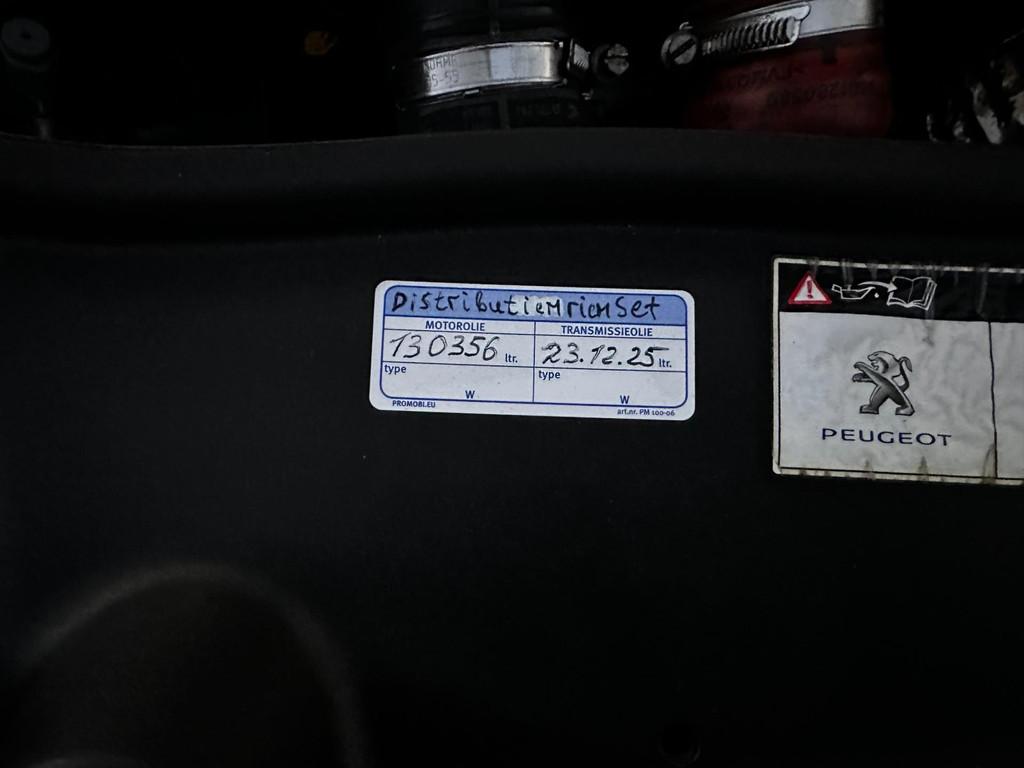 NORMA
DistributiemriemSet
MOTOROLIE TRANSMISSIEOLIE
130356 ltr. 23.12.25 ltr.
type type
W W
PROMOBI.EU art.nr. PM 100-06
PEUGEOT